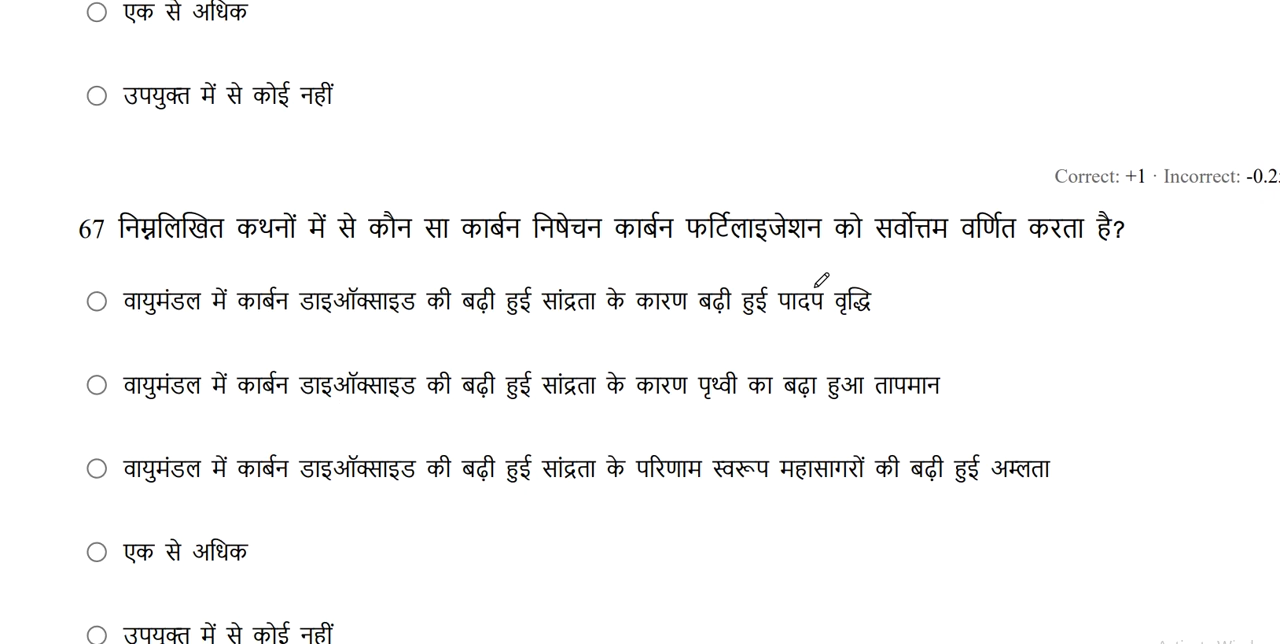 एक से अधिक
उपयुक्त में से कोई नहीं
Correct: +1 · Incorrect: -0.2
67 निम्नलिखित कथनों में से कौन सा कार्बन निषेचन कार्बन फर्टिलाइजेशन को सर्वोत्तम वर्णित करता है?
वायुमंडल में कार्बन डाइऑक्साइड की बढ़ी हुई सांद्रता के कारण बढ़ी हुई पादप वृद्धि
वायुमंडल में कार्बन डाइऑक्साइड की बढ़ी हुई सांद्रता के कारण पृथ्वी का बढ़ा हुआ तापमान
वायुमंडल में कार्बन डाइऑक्साइड की बढ़ी हुई सांद्रता के परिणाम स्वरूप महासागरों की बढ़ी हुई अम्लता
एक से अधिक
उपयुक्त में से कोई नहीं